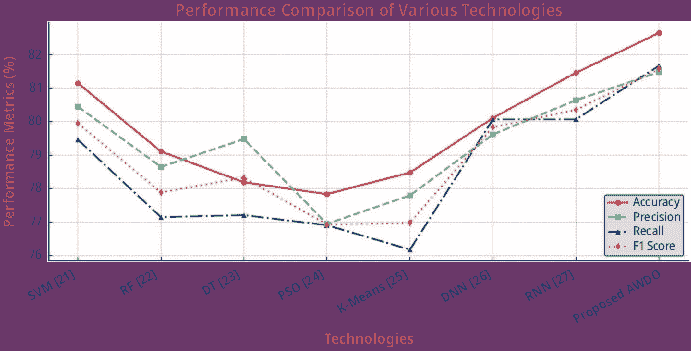 Performance Comparison of Various Technologies
Performance Metrics (%)
82
81
80
79
78
77
76
Accuracy
Precision
Recall
F1 Score
SVM [21]
RF [22]
DT [23]
PSO [24]
K Means [25]
DNN [26]
RNN [27]
Proposed AWDO
Technologies